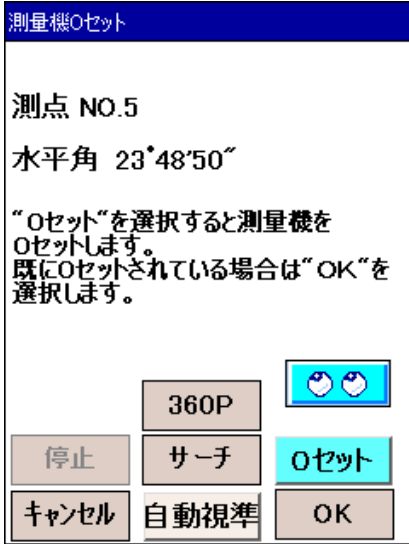 測量機0セット
測点 NO.5
水平角 23°48'50"
"0セット"を選択すると測量機を
0セットします。
既に0セットされている場合は"OK"を
選択します。
360P
停止
サーチ
0セット
キャンセル
自動視準
OK